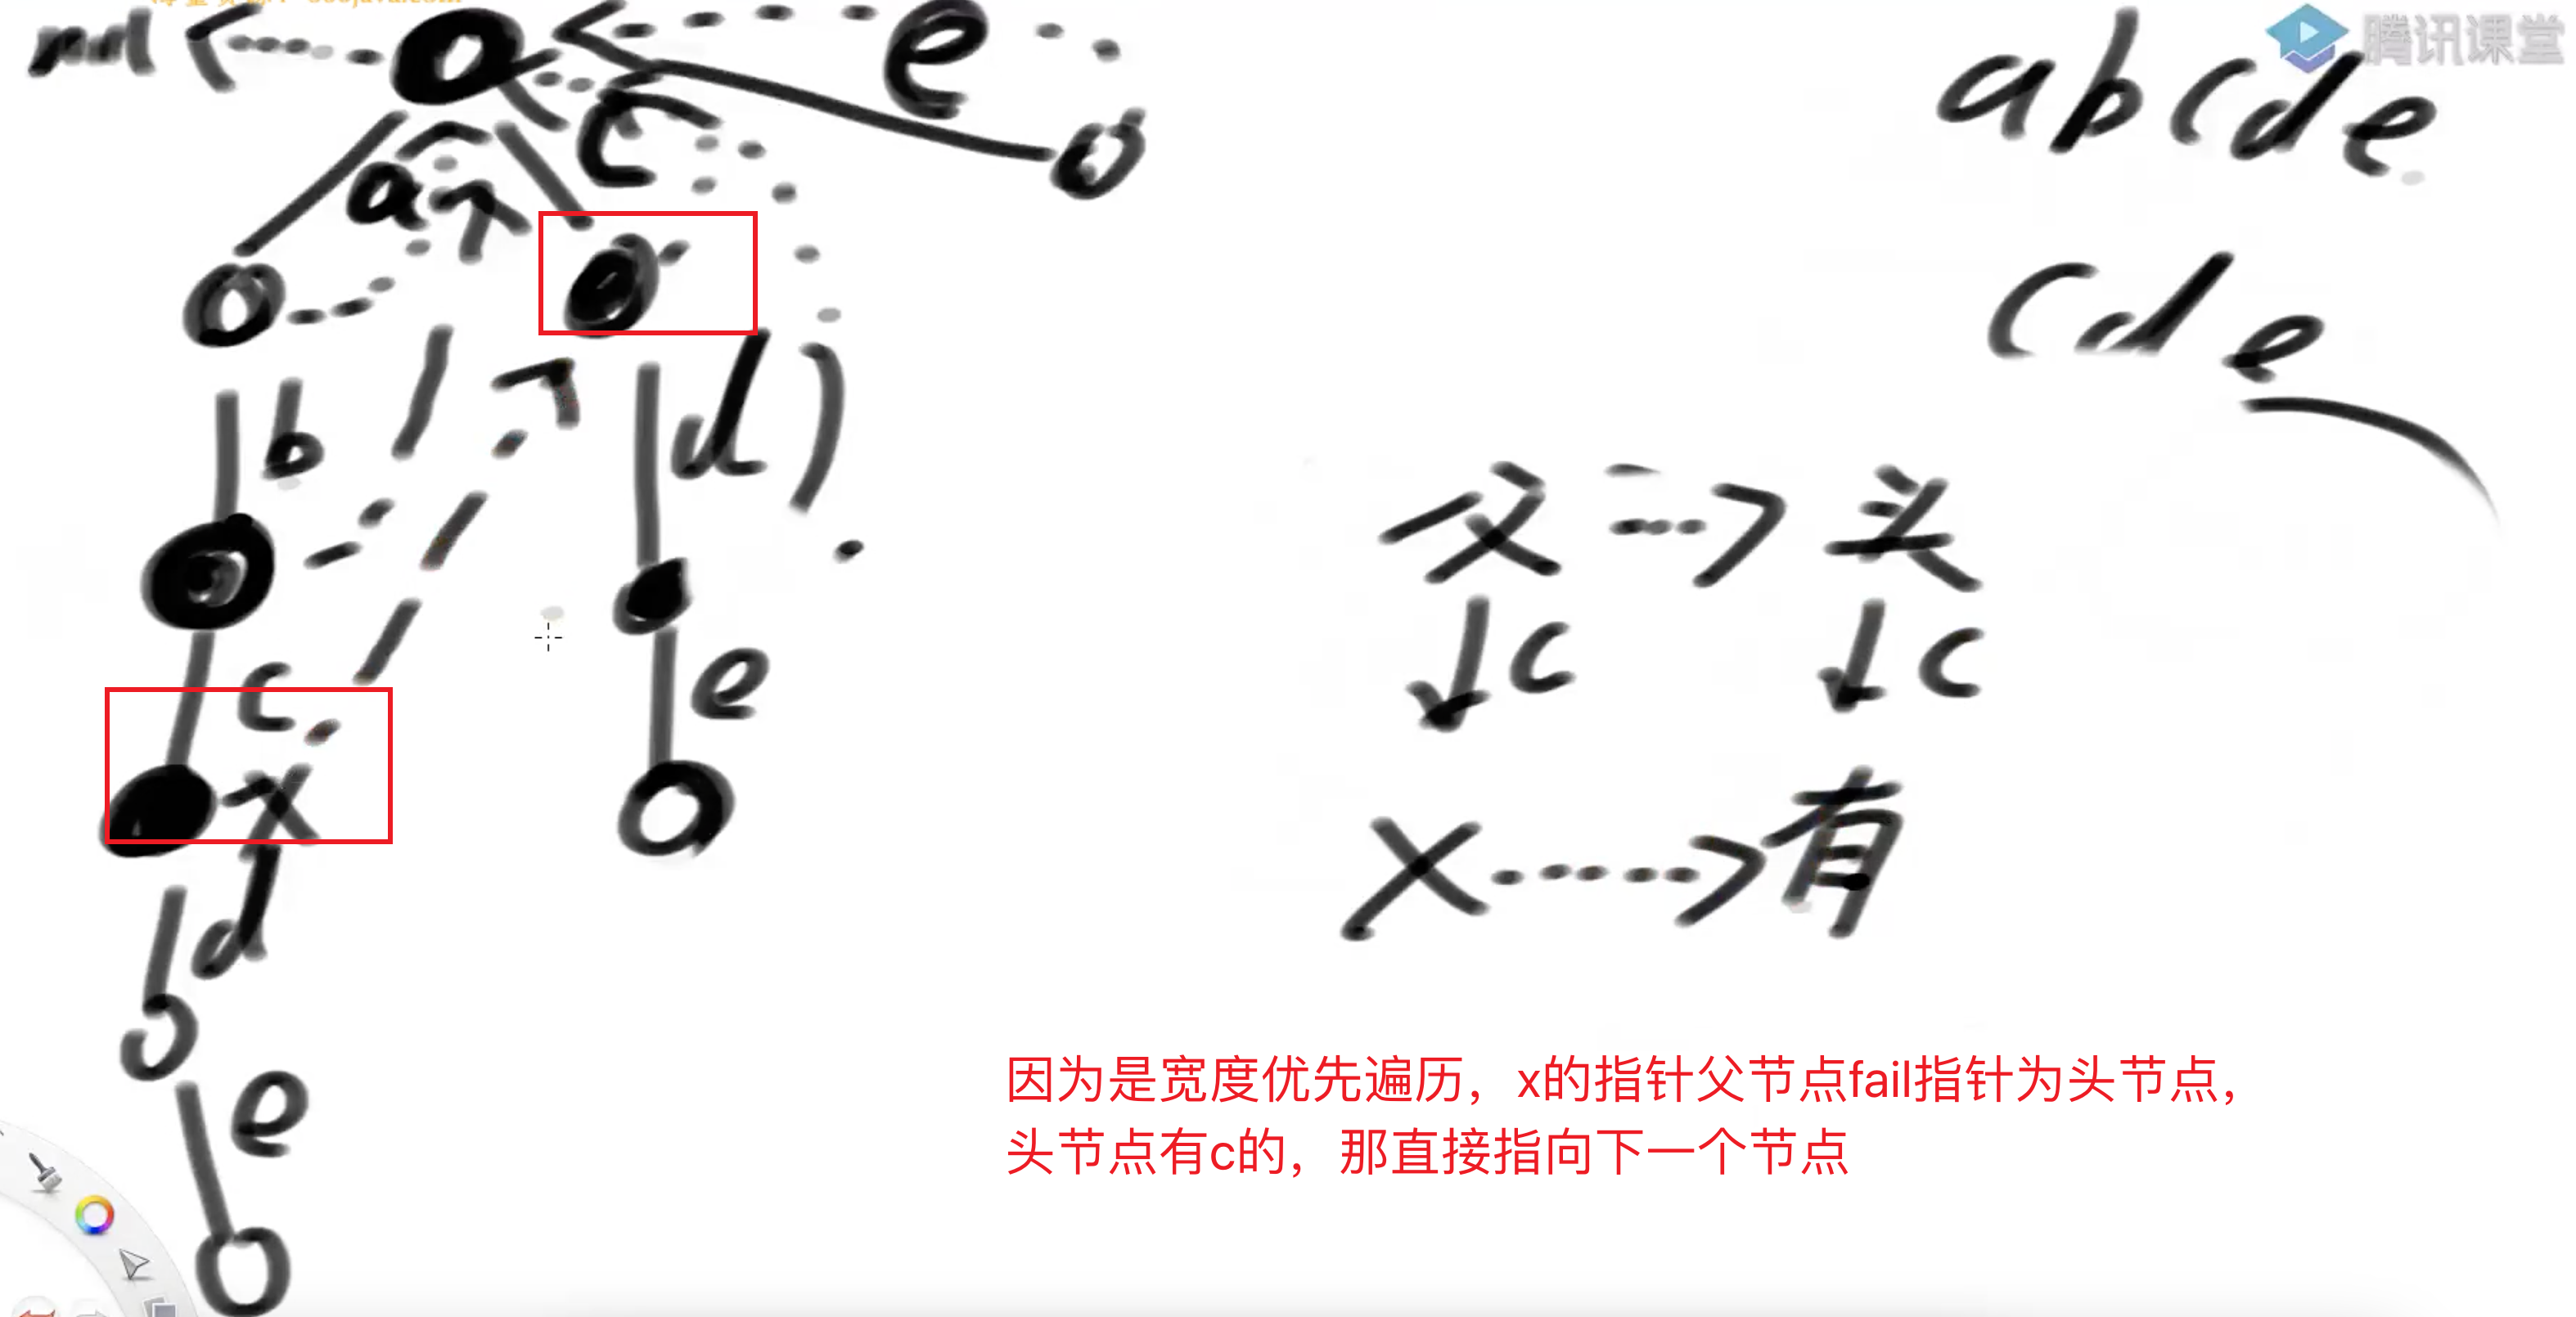 null
e
腾讯课堂
abcde
a
c
cde
b
d
父
头
c
e
c
c
x
x
有
d
因为是宽度优先遍历，x的指针父节点fail指针为头节点，
头节点有c的，那直接指向下一个节点
e